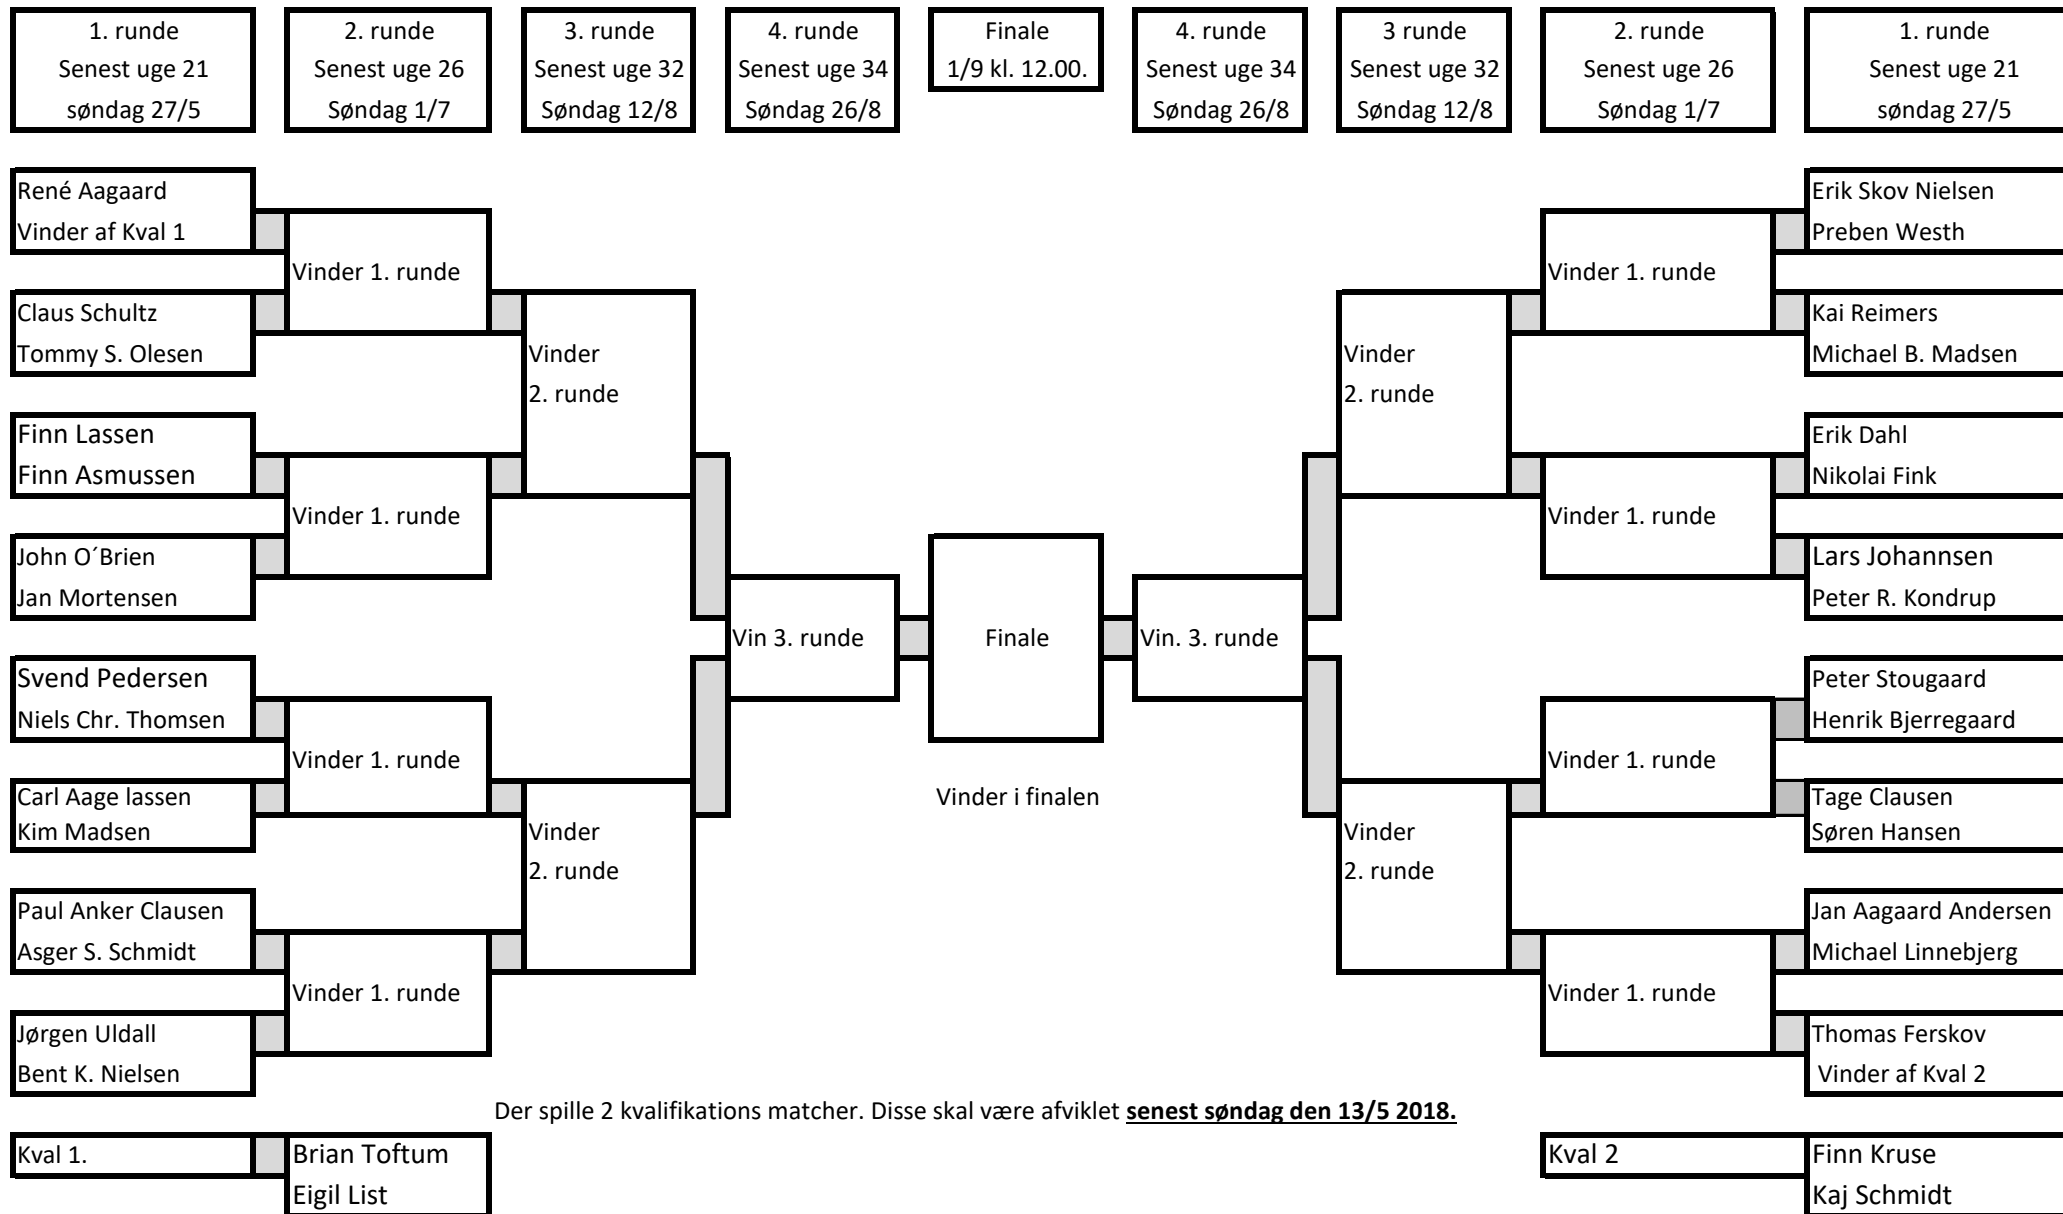 1. runde
Senest uge 21
søndag 27/5
2. runde
Senest uge 26
Søndag 1/7
3. runde
Senest uge 32
Søndag 12/8
4. runde
Senest uge 34
Søndag 26/8
Finale
1/9 kl. 12.00.
4. runde
Senest uge 34
Søndag 26/8
3 runde
Senest uge 32
Søndag 12/8
2. runde
Senest uge 26
Søndag 1/7
1. runde
Senest uge 21
søndag 27/5
René Aagaard
Vinder af Kval 1
Claus Schultz
Tommy S. Olesen
Finn Lassen
Finn Asmussen
John O´Brien
Jan Mortensen
Svend Pedersen
Niels Chr. Thomsen
Carl Aage lassen
Kim Madsen
Paul Anker Clausen
Asger S. Schmidt
Jørgen Uldall
Bent K. Nielsen
Vinder 1. runde
Vinder 1. runde
Vinder 1. runde
Vinder 1. runde
Vinder
2. runde
Vinder
2. runde
Vin 3. runde
Finale
Vinder i finalen
Vin. 3. runde
Vinder
2. runde
Vinder
2. runde
Vinder 1. runde
Vinder 1. runde
Vinder 1. runde
Vinder 1. runde
Erik Skov Nielsen
Preben Westh
Kai Reimers
Michael B. Madsen
Erik Dahl
Nikolai Fink
Lars Johannsen
Peter R. Kondrup
Peter Stougaard
Henrik Bjerregaard
Tage Clausen
Søren Hansen
Jan Aagaard Andersen
Michael Linnebjerg
Thomas Ferskov
Vinder af Kval 2
Der spille 2 kvalifikations matcher. Disse skal være afviklet senest søndag den 13/5 2018.
Kval 1.
Brian Toftum
Eigil List
Kval 2
Finn Kruse
Kaj Schmidt